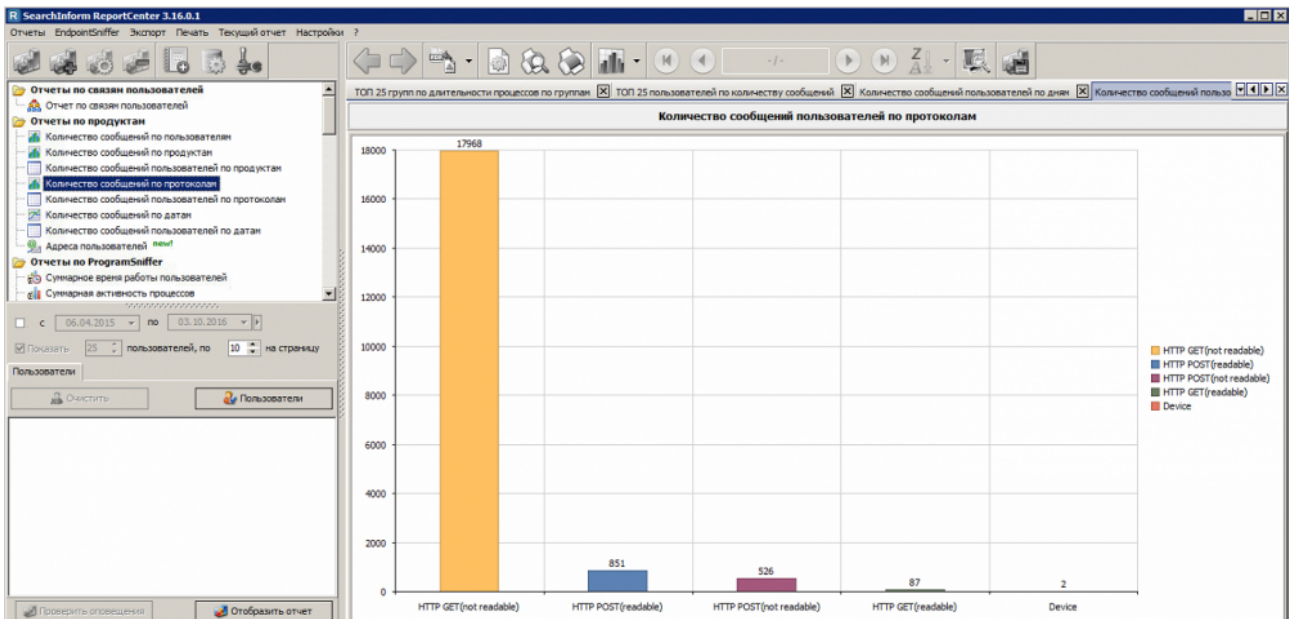 SearchInform ReportCenter 3.16.0.1
Отчеты EndpointSniffer Экспорт Печать Текущий отчет Настройки ?
Отчеты по связям пользователей
Отчет по связям пользователей
Отчеты по продуктам
Количество сообщений по пользователям
Количество сообщений по продуктам
Количество сообщений пользователей по продуктам
Количество сообщений по протоколам
Количество сообщений пользователей по протоколам
Количество сообщений по датам
Количество сообщений пользователей по датам
Адреса пользователей new!
Отчеты по ProgramSniffer
Суммарное время работы пользователей
Суммарная активность процессов
с 06.04.2015 по 03.10.2016
Показать 25 пользователей, по 10 на страницу
Пользователи
Очистить Пользователи
Проверить оповещения Отобразить отчет
- / -
ТОП 25 групп по длительности процессов по группам ТОП 25 пользователей по количеству сообщений Количество сообщений пользователей по дням Количество сообщений пользо
Количество сообщений пользователей по протоколам
18000
16000
14000
12000
10000
8000
6000
4000
2000
0
17968
851
526
87
2
HTTP GET(not readable) HTTP POST(readable) HTTP POST(not readable) HTTP GET(readable) Device
HTTP GET(not readable)
HTTP POST(readable)
HTTP POST(not readable)
HTTP GET(readable)
Device